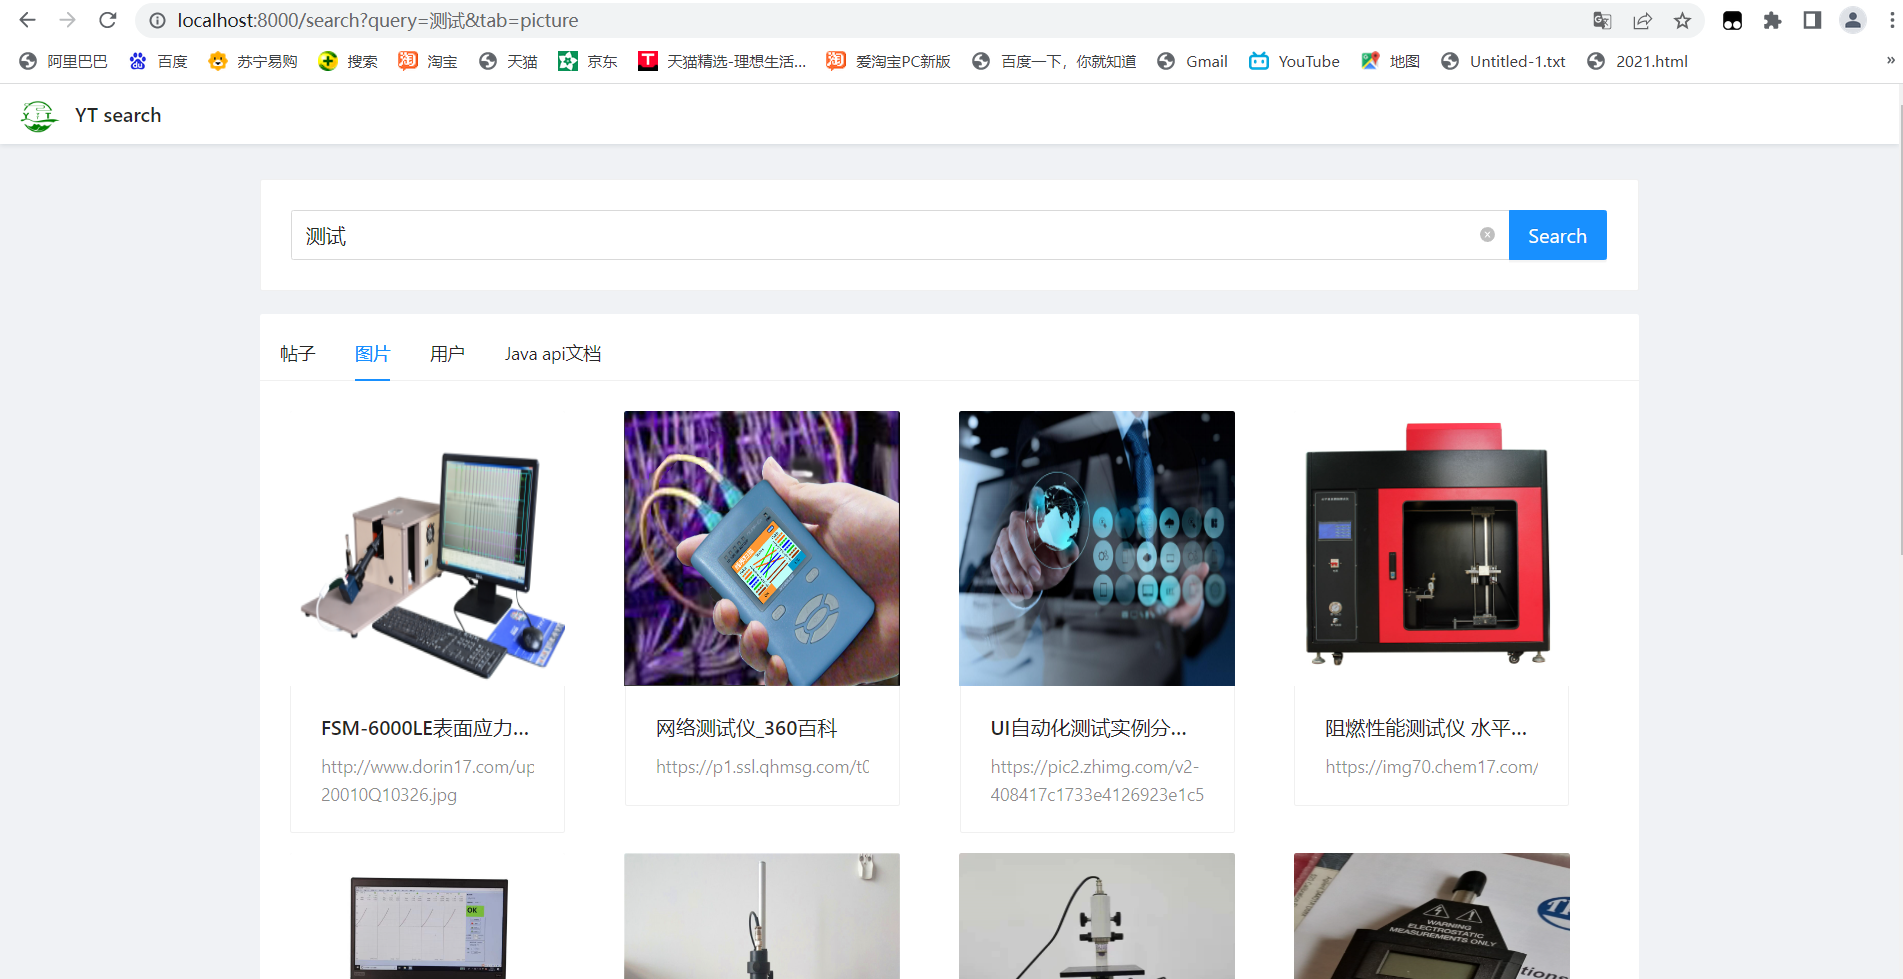 localhost:8000/search?query=测试&tab=picture
阿里巴巴 百度 苏宁易购 搜索 淘宝 天猫 京东 天猫精选-理想生活... 爱淘宝PC新版 百度一下，你就知道 Gmail YouTube 地图 Untitled-1.txt 2021.html »
YT search
测试 Search
帖子 图片 用户 Java api文档
FSM-6000LE表面应力... 网络测试仪_360百科 UI自动化测试实例分... 阻燃性能测试仪 水平...
http://www.dorin17.com/up https://p1.ssl.qhmsg.com/t0 https://pic2.zhimg.com/v2- https://img70.chem17.com/
20010Q10326.jpg 408417c1733e4126923e1c5
OK
WARNING
ELECTROSTATIC
MEASUREMENTS ONLY